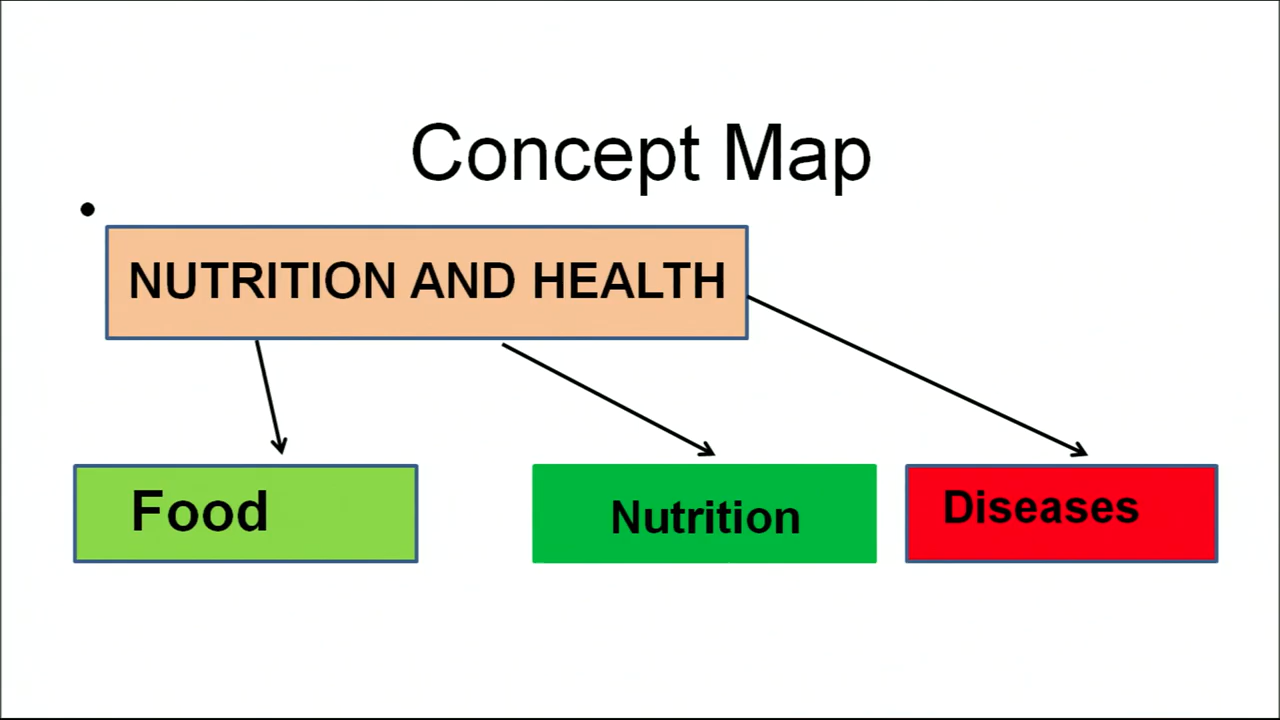 Concept Map
NUTRITION AND HEALTH
Food
Nutrition
Diseases